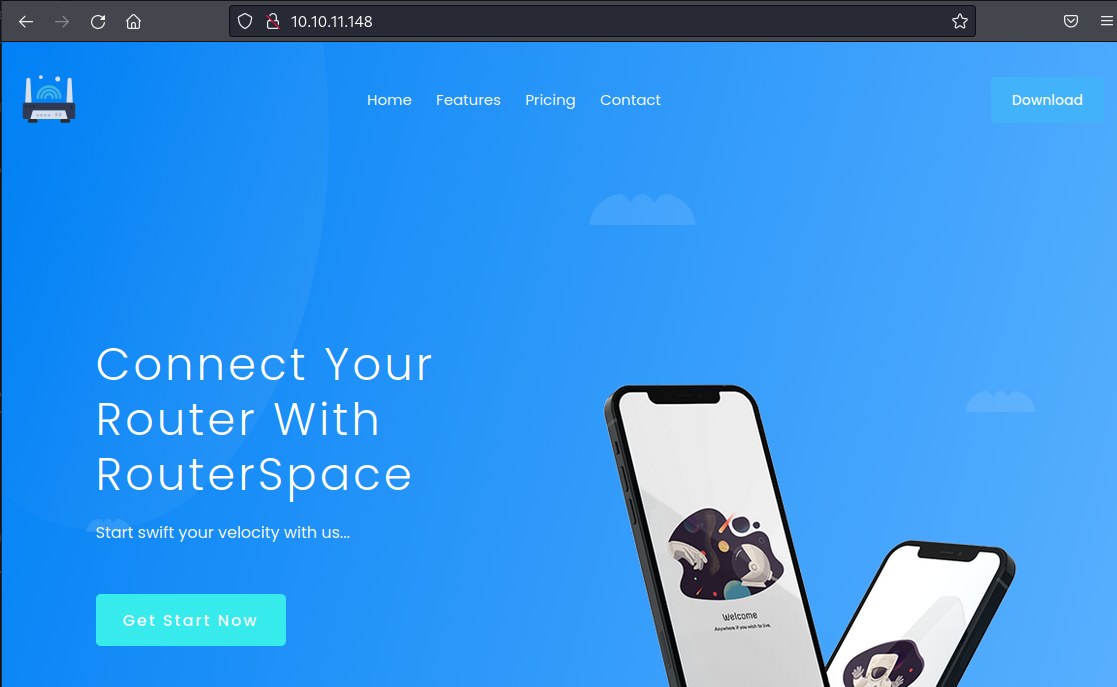 10.10.11.148
Home Features Pricing Contact Download
Connect Your
Router With
RouterSpace
Start swift your velocity with us...
Get Start Now
Welcome
Anywhere if you wish to live.